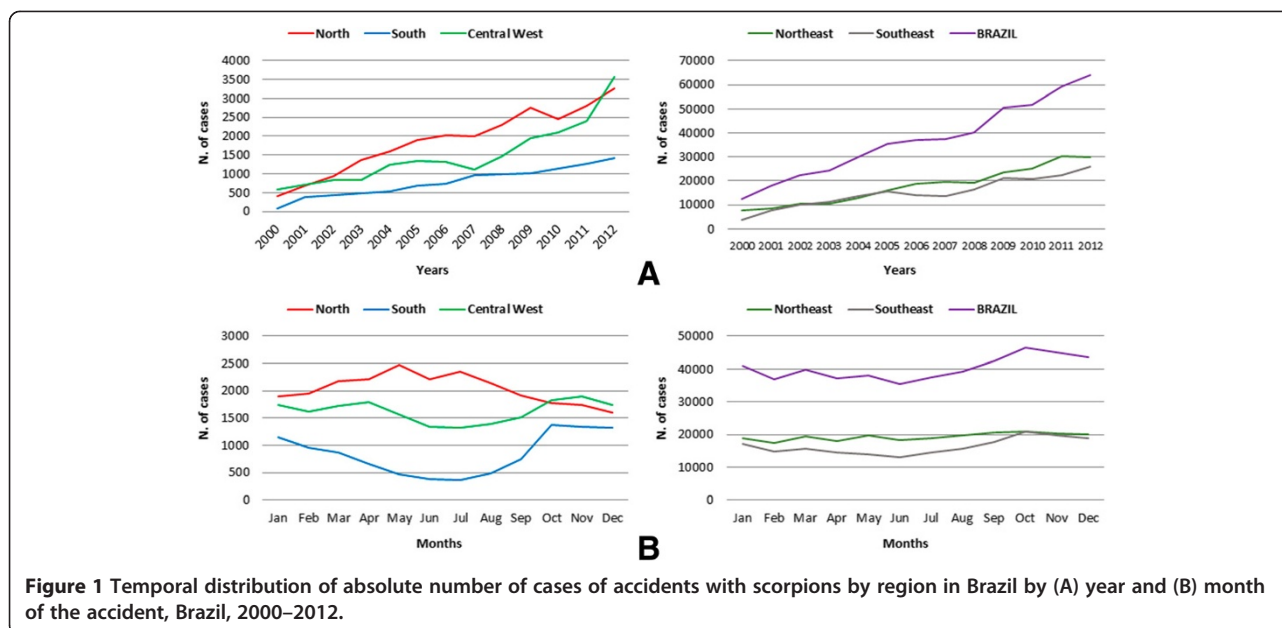 North South Central West
4000
3500
3000
2500
2000
1500
1000
500
0
N. of cases
2000 2001 2002 2003 2004 2005 2006 2007 2008 2009 2010 2011 2012
Years
Northeast Southeast BRAZIL
70000
60000
50000
40000
30000
20000
10000
0
N. of cases
2000 2001 2002 2003 2004 2005 2006 2007 2008 2009 2010 2011 2012
Years
A
North South Central West
3000
2500
2000
1500
1000
500
0
N. of cases
Jan Feb Mar Apr May Jun Jul Aug Sep Oct Nov Dec
Months
Northeast Southeast BRAZIL
50000
40000
30000
20000
10000
0
N. of cases
Jan Feb Mar Apr May Jun Jul Aug Sep Oct Nov Dec
Months
B
Figure 1 Temporal distribution of absolute number of cases of accidents with scorpions by region in Brazil by (A) year and (B) month
of the accident, Brazil, 2000–2012.